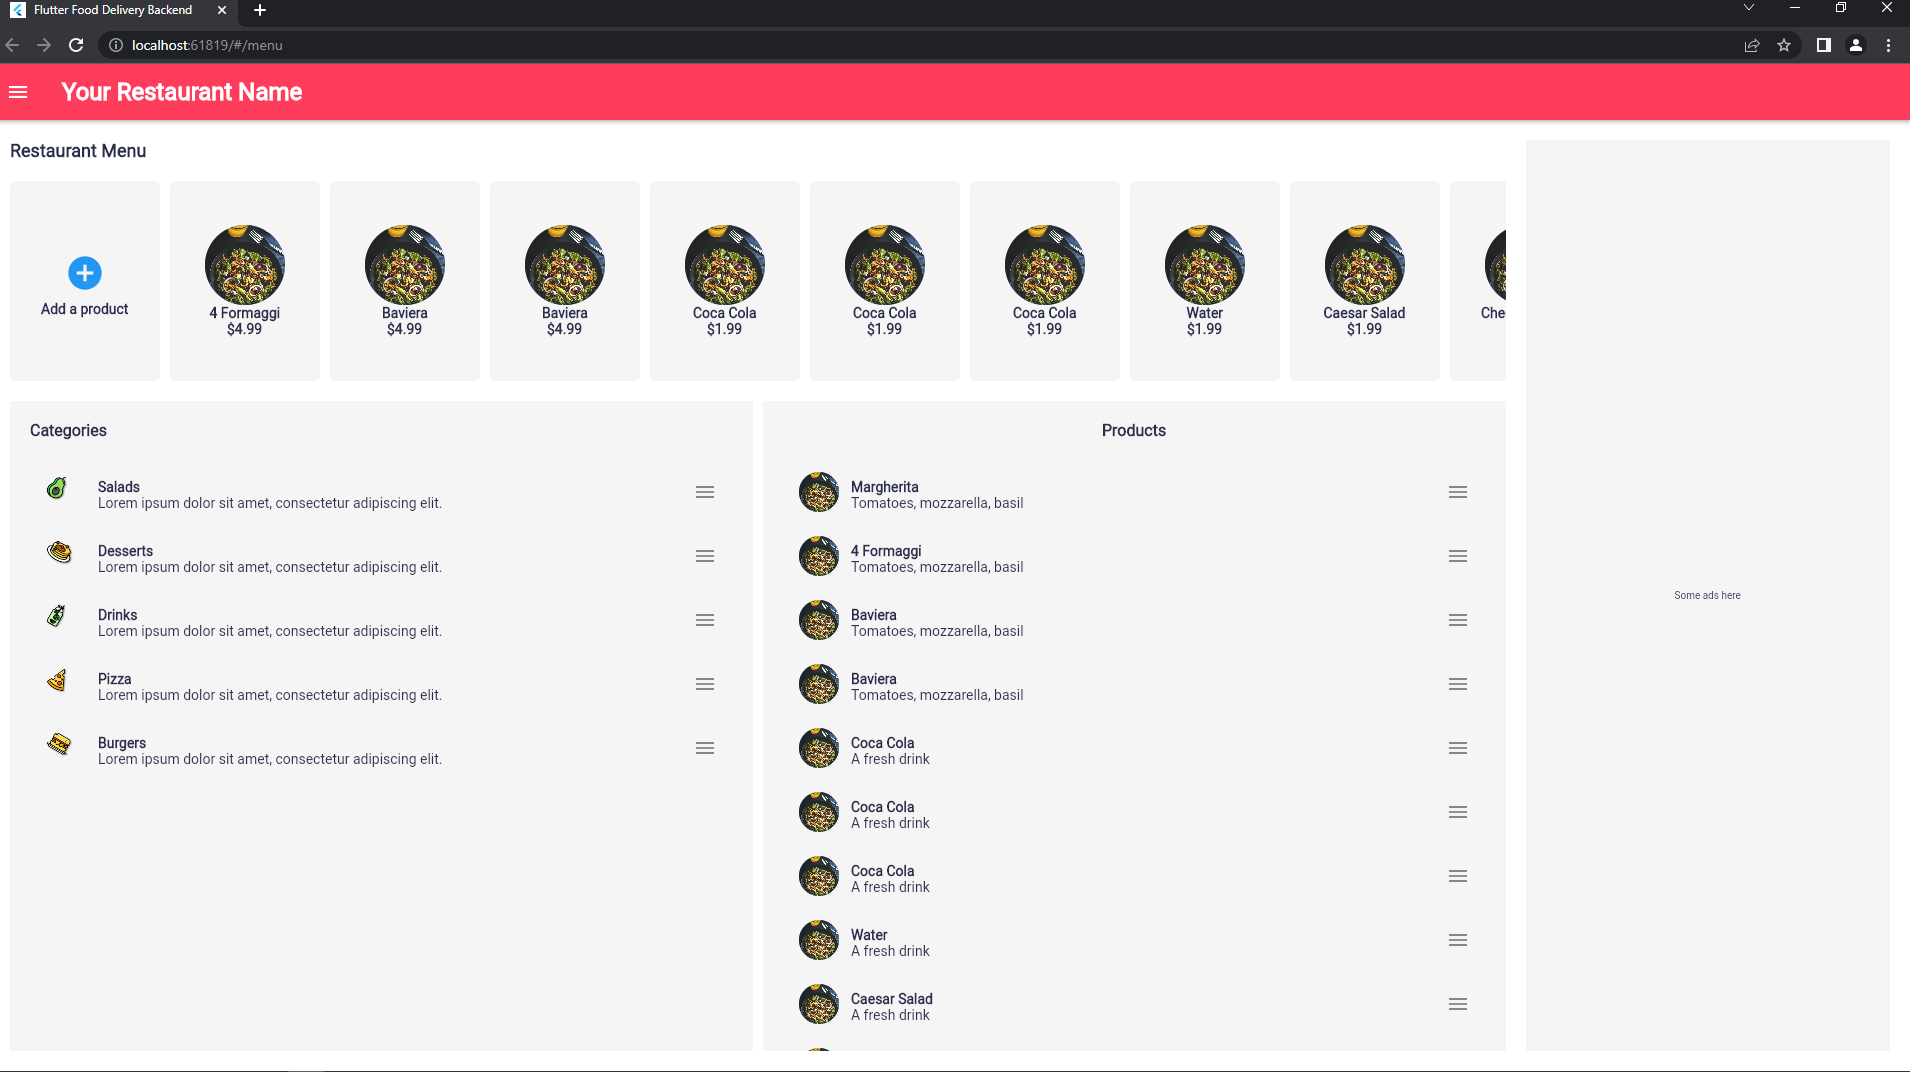 Flutter Food Delivery Backend
localhost:61819/#/menu
Your Restaurant Name
Restaurant Menu
Add a product
4 Formaggi
$4.99
Baviera
$4.99
Baviera
$4.99
Coca Cola
$1.99
Coca Cola
$1.99
Coca Cola
$1.99
Water
$1.99
Caesar Salad
$1.99
Che
Categories
Salads
Lorem ipsum dolor sit amet, consectetur adipiscing elit.
Desserts
Lorem ipsum dolor sit amet, consectetur adipiscing elit.
Drinks
Lorem ipsum dolor sit amet, consectetur adipiscing elit.
Pizza
Lorem ipsum dolor sit amet, consectetur adipiscing elit.
Burgers
Lorem ipsum dolor sit amet, consectetur adipiscing elit.
Products
Margherita
Tomatoes, mozzarella, basil
4 Formaggi
Tomatoes, mozzarella, basil
Baviera
Tomatoes, mozzarella, basil
Baviera
Tomatoes, mozzarella, basil
Coca Cola
A fresh drink
Coca Cola
A fresh drink
Coca Cola
A fresh drink
Water
A fresh drink
Caesar Salad
A fresh drink
Some ads here